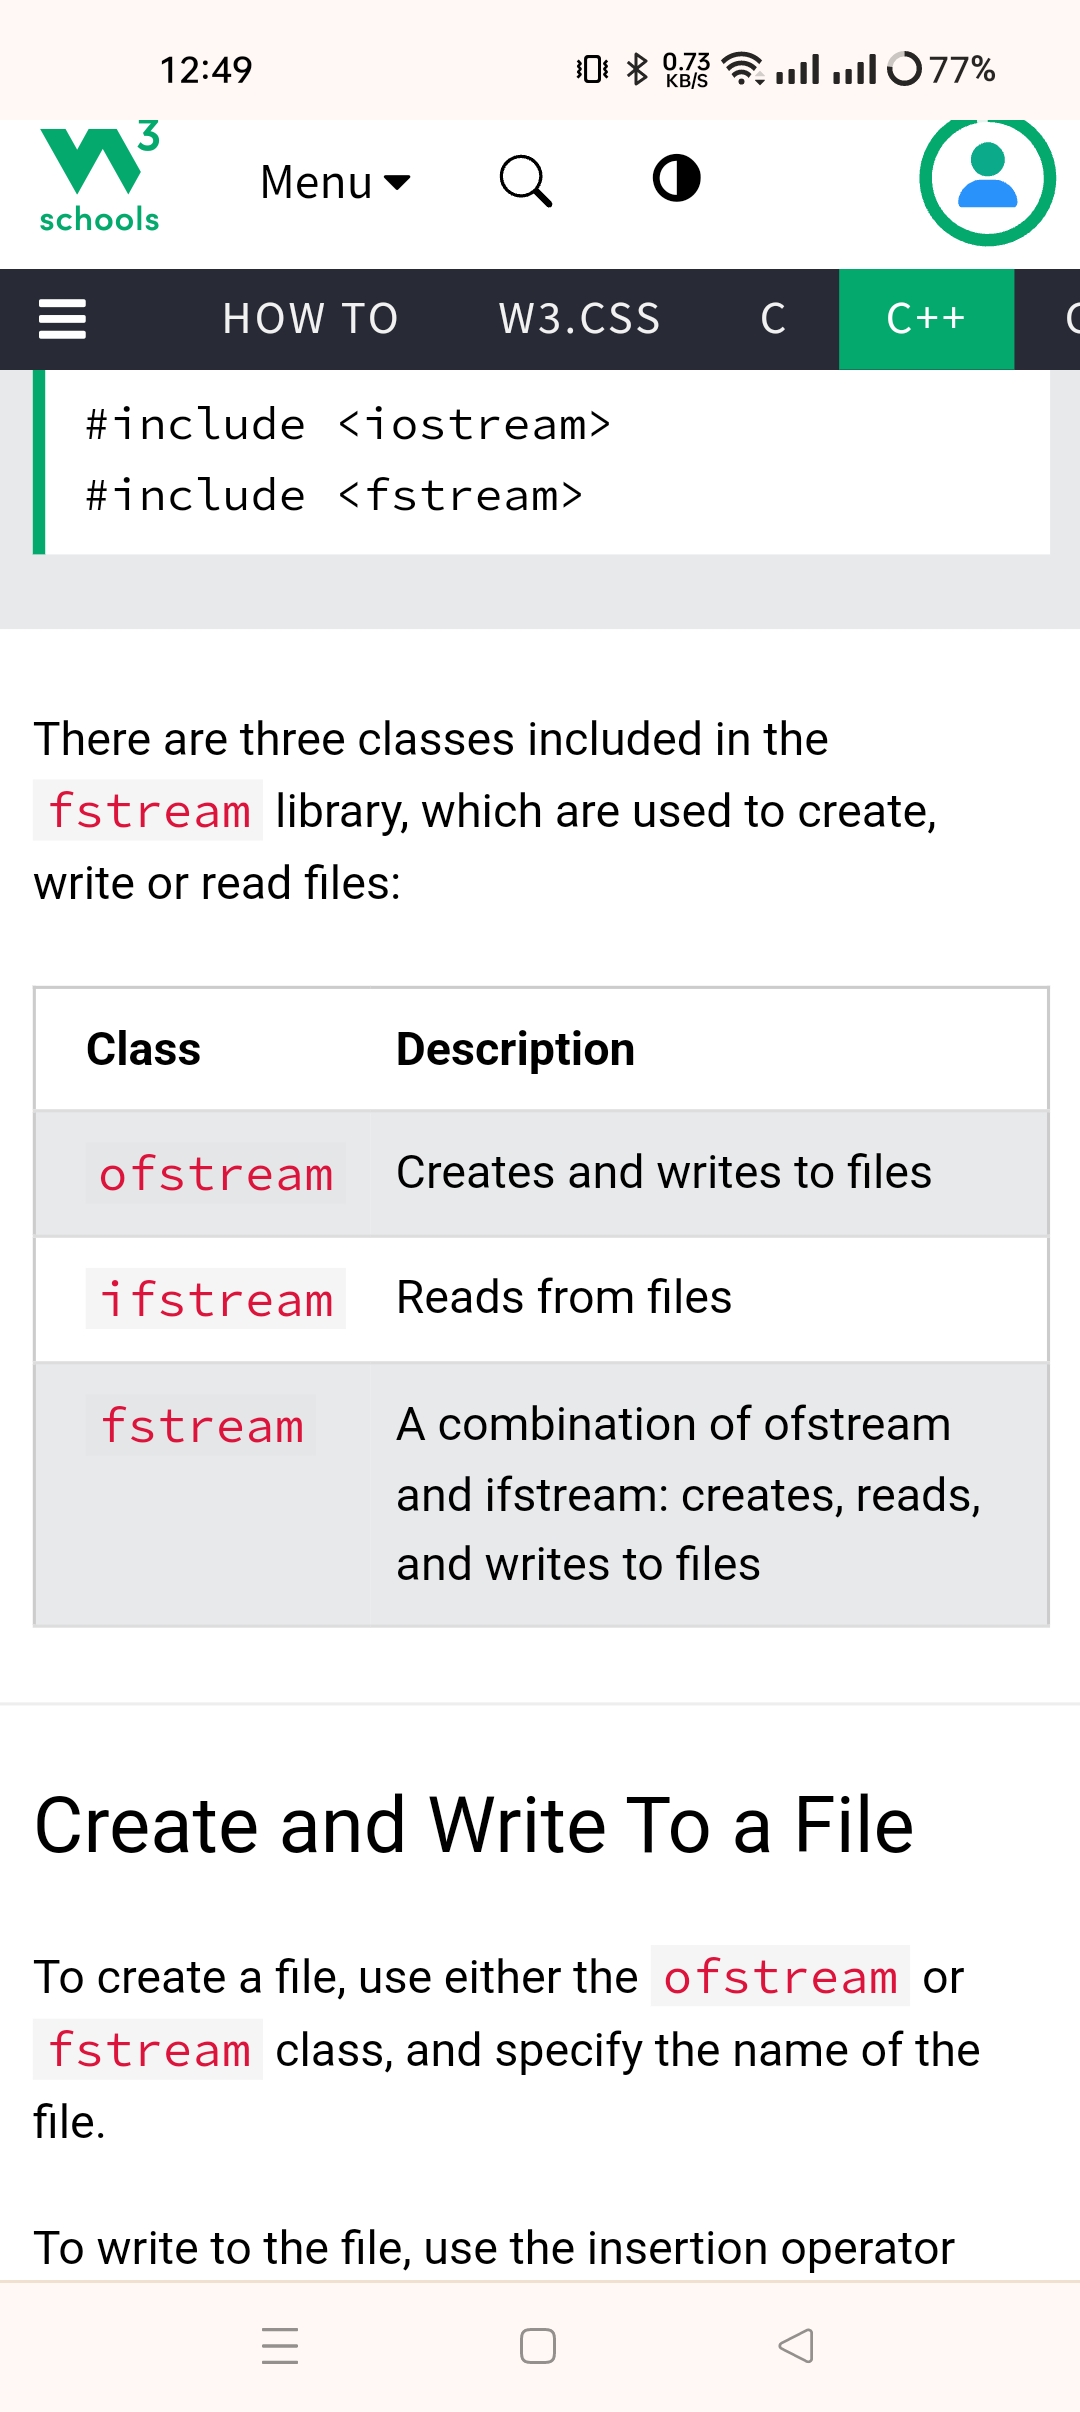 12:49
0.73
KB/S
77%
3
schools
Menu
HOW TO
W3.CSS
C
C++
#include <iostream>
#include <fstream>
There are three classes included in the
fstream library, which are used to create,
write or read files:
Class Description
ofstream Creates and writes to files
ifstream Reads from files
fstream A combination of ofstream
and ifstream: creates, reads,
and writes to files
Create and Write To a File
To create a file, use either the ofstream or
fstream class, and specify the name of the
file.
To write to the file, use the insertion operator